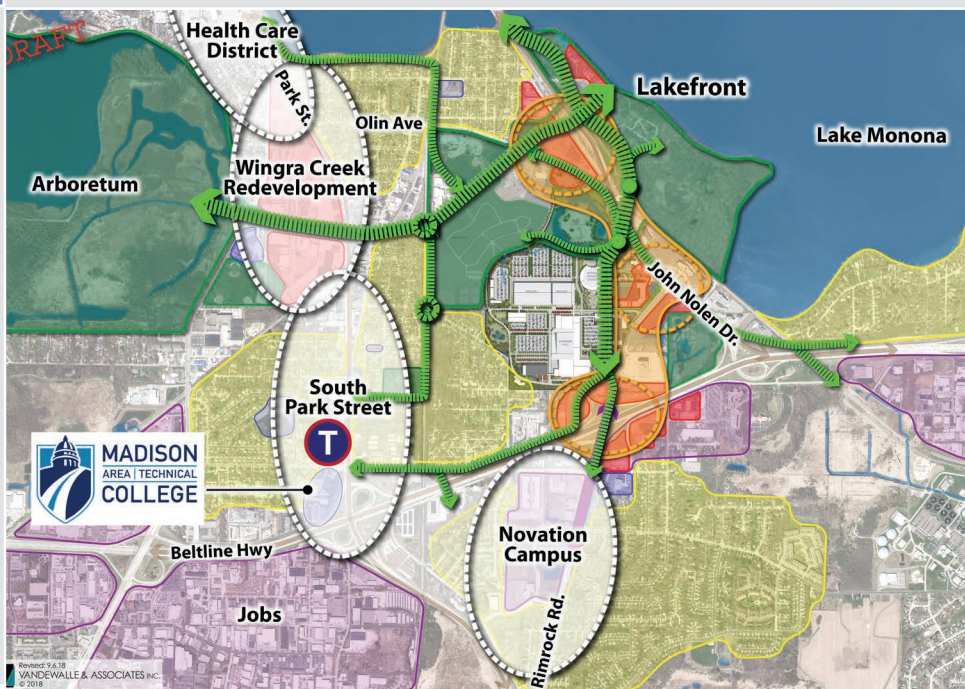 DRAFT
Health Care
District
Park St.
Lakefront
Olin Ave
Lake Monona
Wingra Creek
Redevelopment
Arboretum
John Nolen Dr.
South
Park Street
T
MADISON
AREA | TECHNICAL
COLLEGE
Novation
Campus
Beltline Hwy
Jobs
Rimrock Rd.
Revised: 9.6.18
VANDEWALLE & ASSOCIATES INC.
© 2018